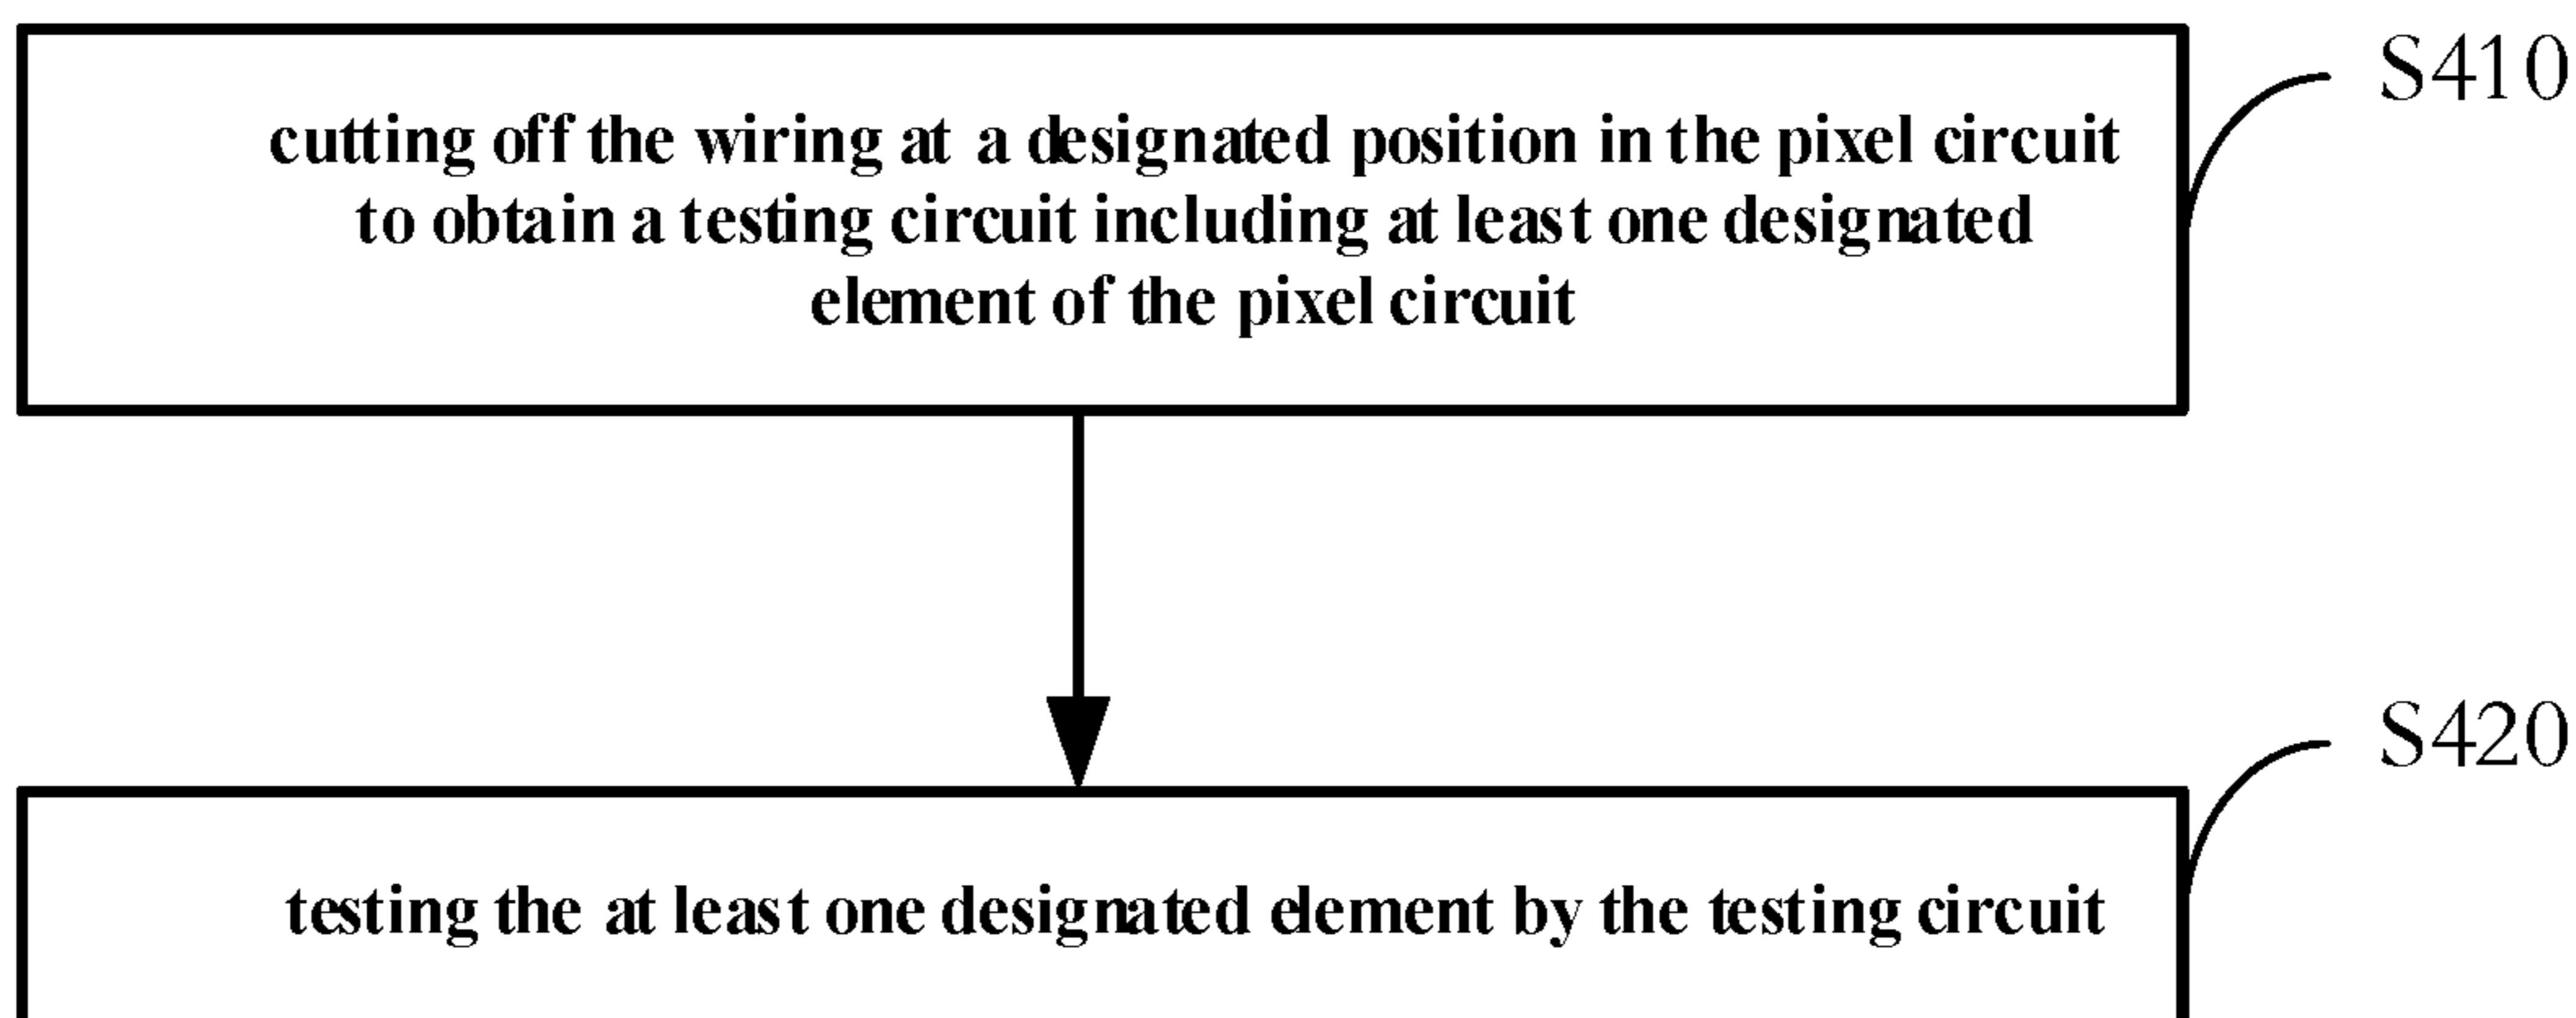 S410
cutting off the wiring at a designated position in the pixel circuit
to obtain a testing circuit including at least one designated
element of the pixel circuit
S420
testing the at least one designated element by the testing circuit